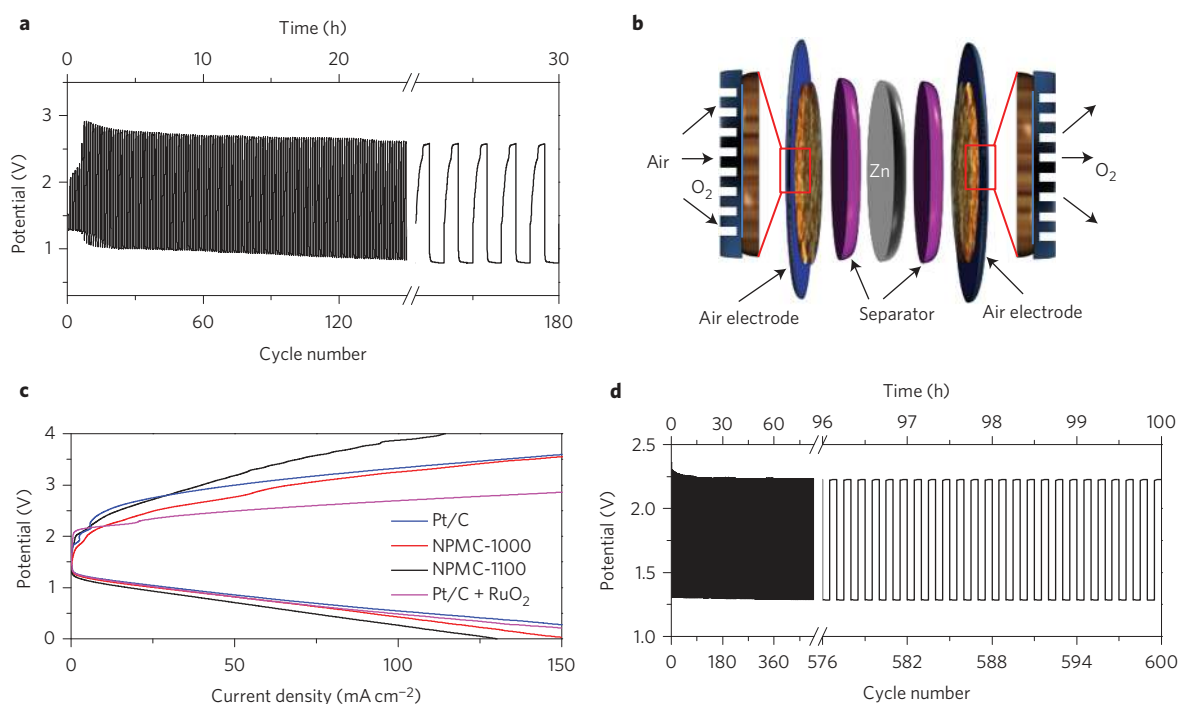 a
Time (h)
0 10 20 30
Potential (V)
3
2
1
0 60 120 180
Cycle number
b
Air
O2
Zn
O2
Air electrode
Separator
Air electrode
c
Potential (V)
4
3
2
1
0
Pt/C
NPMC-1000
NPMC-1100
Pt/C + RuO2
0 50 100 150
Current density (mA cm−2)
d
Time (h)
0 30 60 96 97 98 99 100
Potential (V)
2.5
2.0
1.5
1.0
0 180 360 576 582 588 594 600
Cycle number